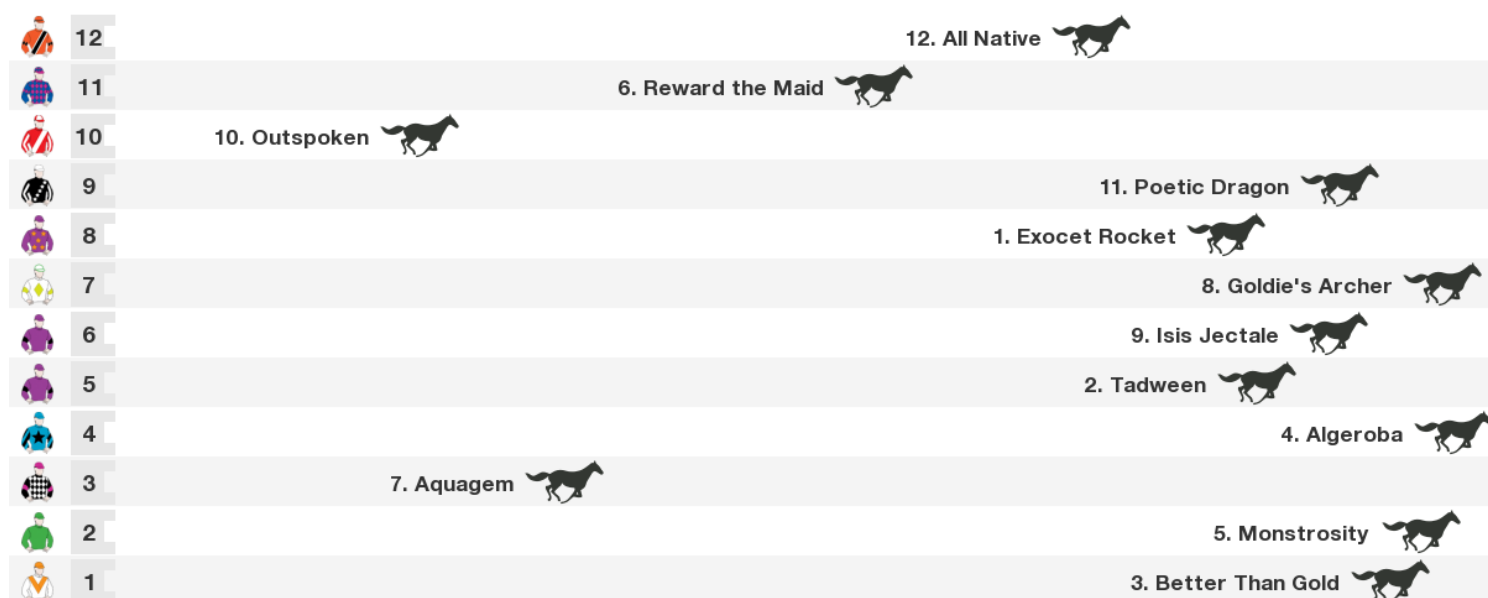 12 12. All Native
11 6. Reward the Maid
10 10. Outspoken
9 11. Poetic Dragon
8 1. Exocet Rocket
7 8. Goldie's Archer
6 9. Isis Jectale
5 2. Tadween
4 4. Algeroba
3 7. Aquagem
2 5. Monstrosity
1 3. Better Than Gold